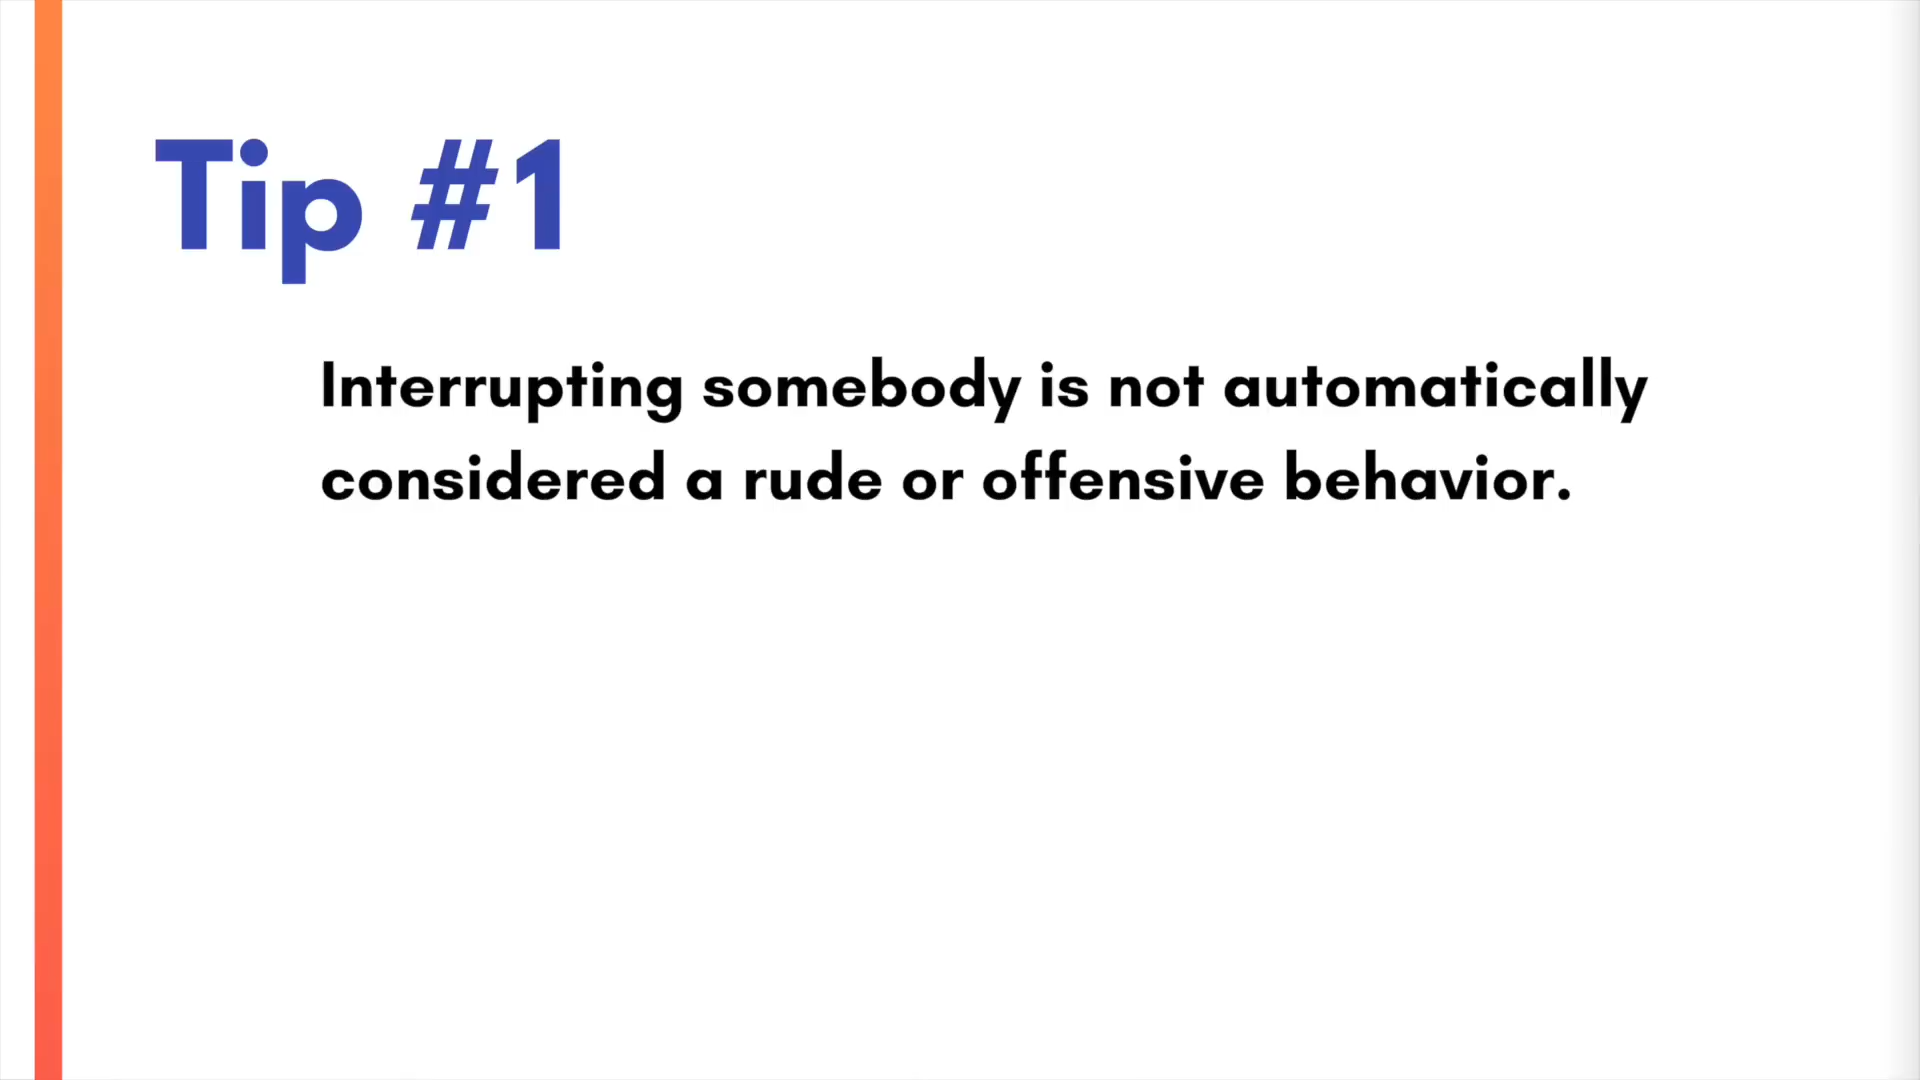 Tip #1
Interrupting somebody is not automatically
considered a rude or offensive behavior.